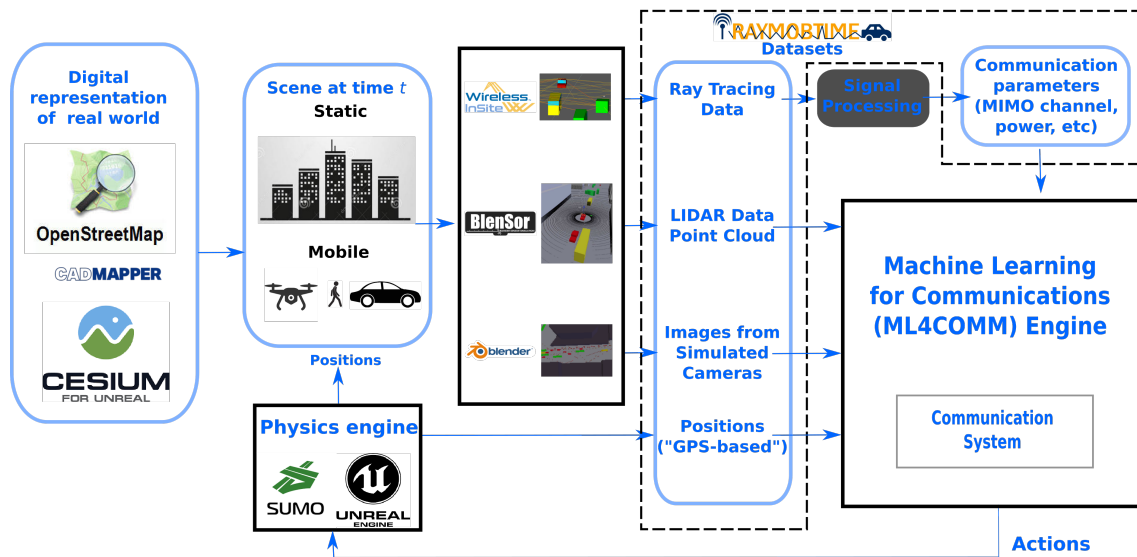 Digital
representation
of real world
OpenStreetMap
CADMAPPER
CESIUM
FOR UNREAL
Scene at time t
Static
Mobile
Positions
Physics engine
SUMO
UNREAL
ENGINE
Wireless
InSite
BlenSor
blender
RAYMOBTIME
Datasets
Ray Tracing
Data
LIDAR Data
Point Cloud
Images from
Simulated
Cameras
Positions
("GPS-based")
Signal
Processing
Communication
parameters
(MIMO channel,
power, etc)
Machine Learning
for Communications
(ML4COMM) Engine
Communication
System
Actions